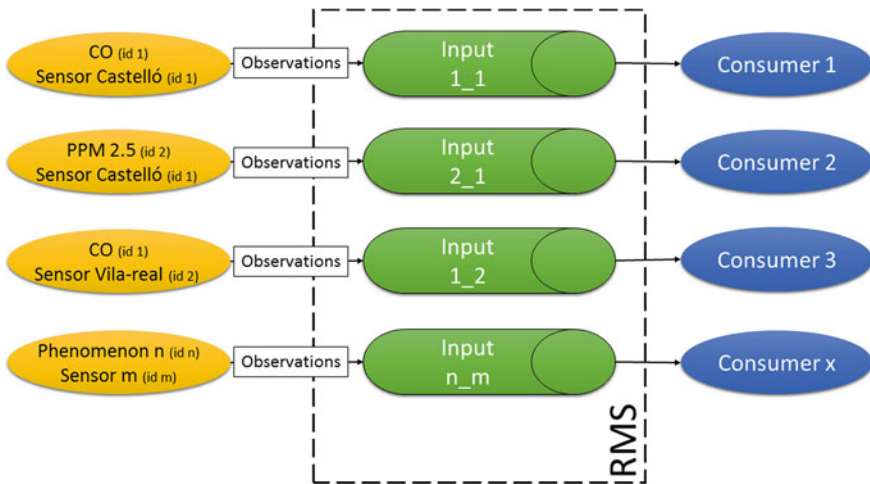 CO (id 1)
Sensor Castelló (id 1)
Observations
Input
1_1
Consumer 1
PPM 2.5 (id 2)
Sensor Castelló (id 1)
Observations
Input
2_1
Consumer 2
CO (id 1)
Sensor Vila-real (id 2)
Observations
Input
1_2
Consumer 3
Phenomenon n (id n)
Sensor m (id m)
Observations
Input
n_m
Consumer x
RMS